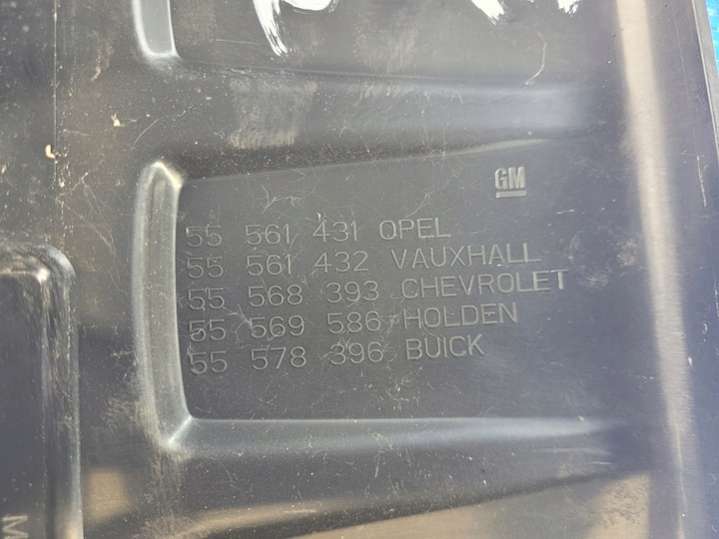 GM
55 561 431 OPEL
55 561 432 VAUXHALL
55 568 393 CHEVROLET
55 569 586 HOLDEN
55 578 396 BUICK